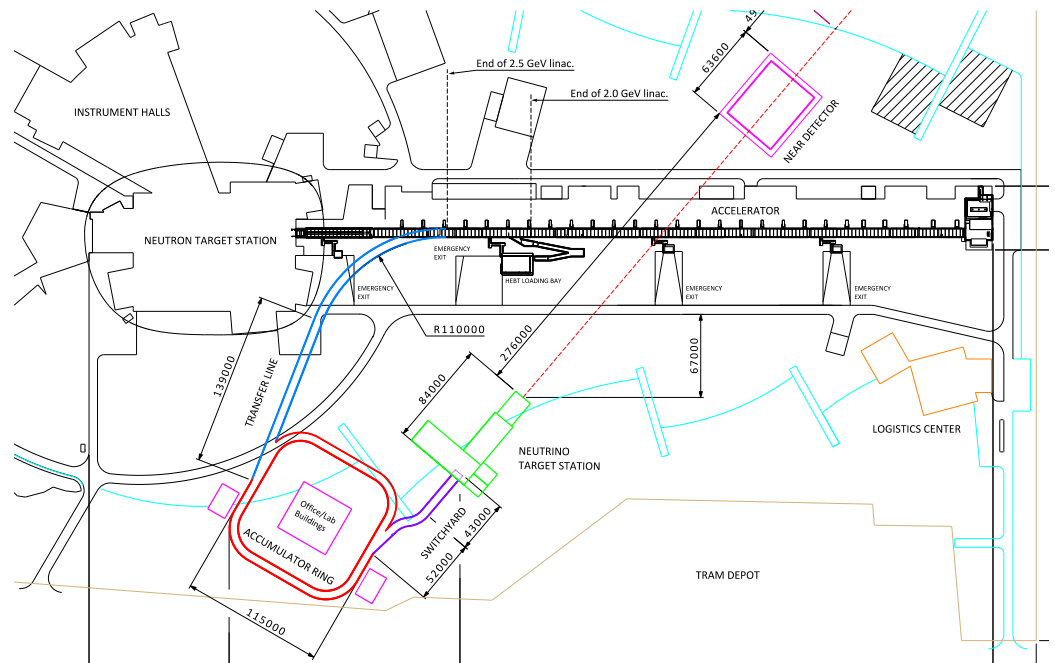 49
63600
End of 2.5 GeV linac.
End of 2.0 GeV linac.
INSTRUMENT HALLS
NEAR DETECTOR
ACCELERATOR
NEUTRON TARGET STATION
EMERGENCY
EXIT
HEBT LOADING BAY
EMERGENCY
EXIT
EMERGENCY
EXIT
EMERGENCY
EXIT
R110000
276000
67000
139000
TRANSFER LINE
84000
LOGISTICS CENTER
NEUTRINO
TARGET STATION
Office/Lab
Buildings
ACCUMULATOR RING
SWITCHYARD
43000
52000
TRAM DEPOT
115000